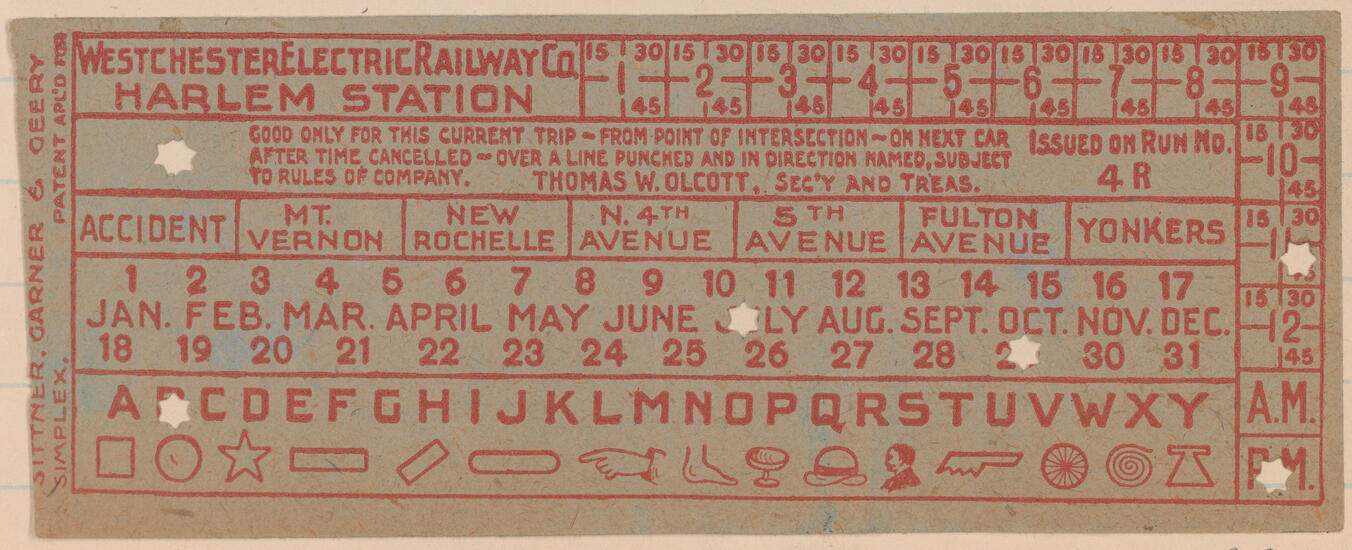 WESTCHESTER ELECTRIC RAILWAY CO.
HARLEM STATION
15 30 15 30 15 30 15 30 15 30 15 30 15 30 15 30 15 30
1 2 3 4 5 6 7 8 9
45 45 45 45 45 45 45 45 45
GOOD ONLY FOR THIS CURRENT TRIP – FROM POINT OF INTERSECTION – ON NEXT CAR
AFTER TIME CANCELLED – OVER A LINE PUNCHED AND IN DIRECTION NAMED, SUBJECT
TO RULES OF COMPANY. THOMAS W. OLCOTT, SEC'Y AND TREAS.
ISSUED ON RUN NO.
4 R
15 30
10
45
ACCIDENT
MT.
VERNON
NEW
ROCHELLE
N. 4TH
AVENUE
5TH
AVENUE
FULTON
AVENUE
YONKERS
15 30
1 2 3 4 5 6 7 8 9 10 11 12 13 14 15 16 17
JAN. FEB. MAR. APRIL MAY JUNE AUG. SEPT. OCT. NOV. DEC.
18 19 20 21 22 23 24 25 26 27 28 30 31
15 30
12
45
A C D E F G H I J K L M N O P Q R S T U V W X Y
A.M.
P.M.
SITTNER, GARNER & GEERY
SIMPLEX. PATENT APL'D FOR